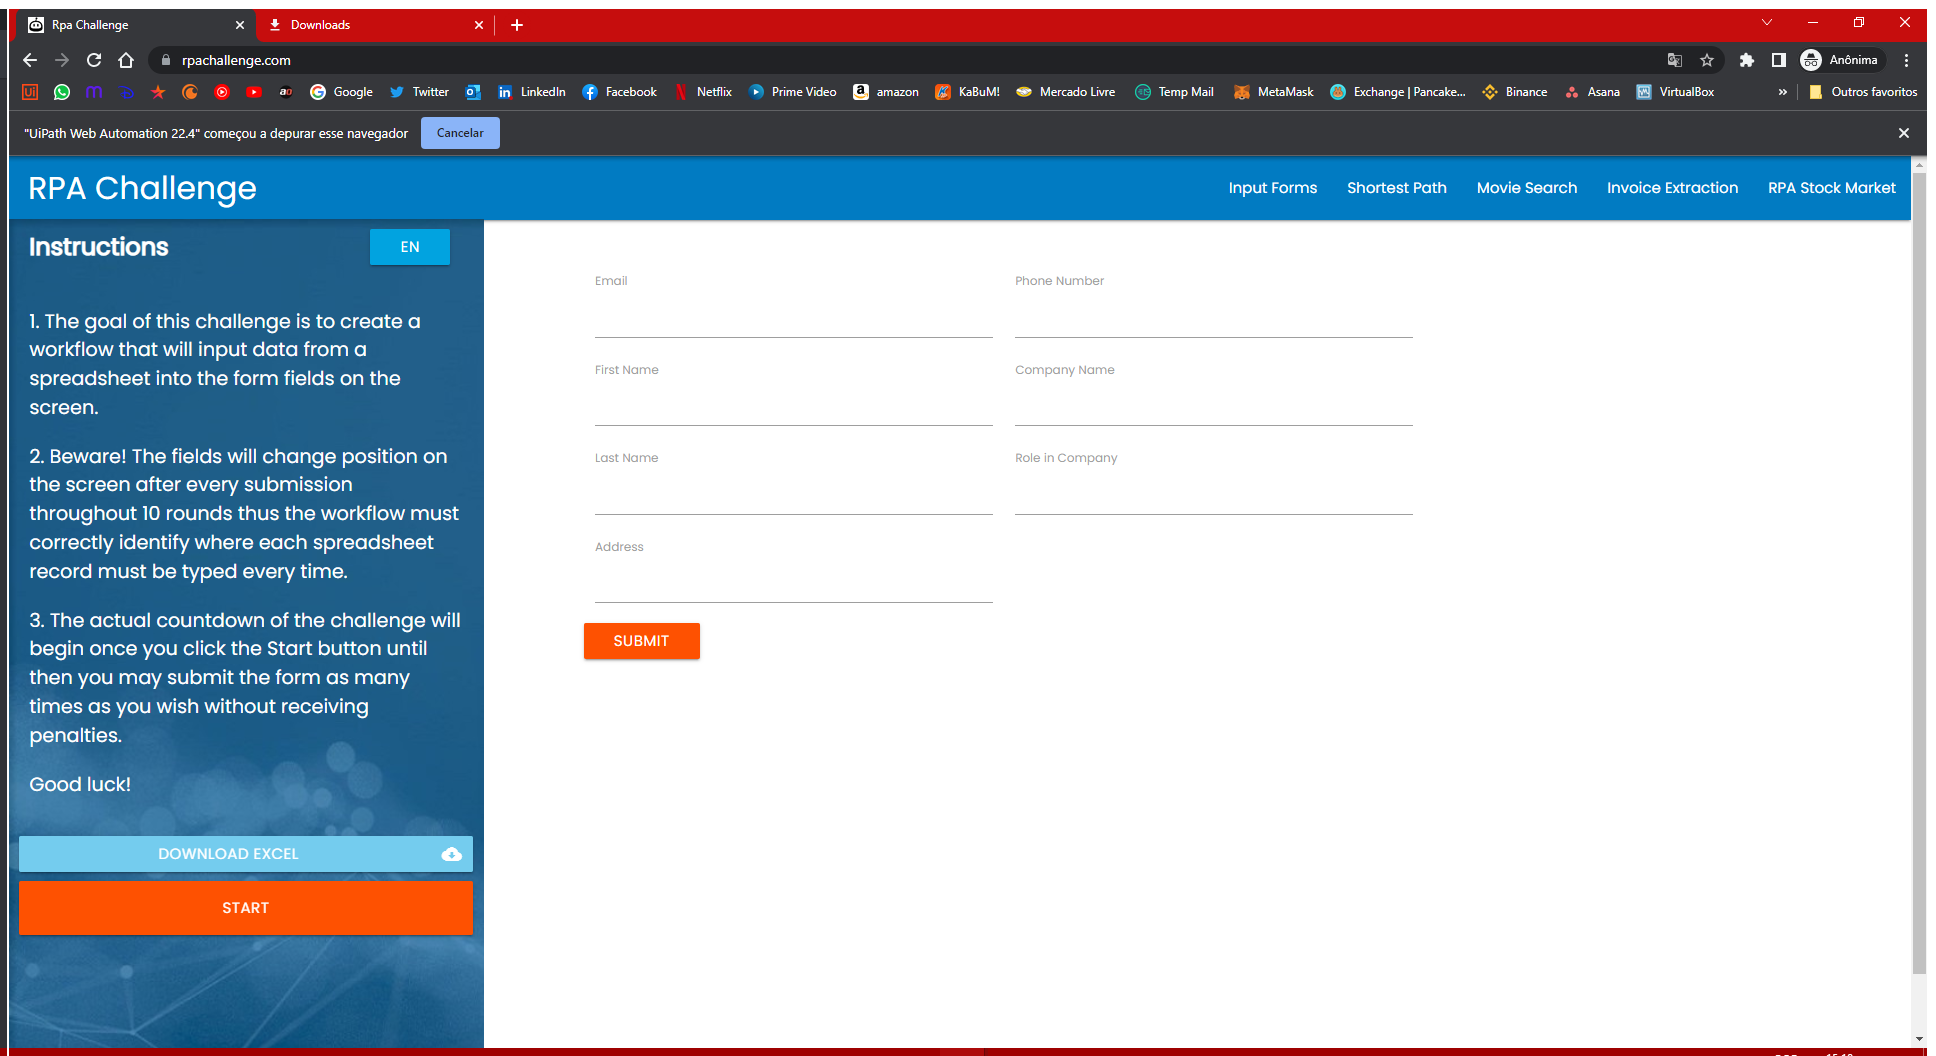 Rpa Challenge
Downloads
rpachallenge.com
Anônima
Google
Twitter
LinkedIn
Facebook
Netflix
Prime Video
amazon
KaBuM!
Mercado Livre
Temp Mail
MetaMask
Exchange | Pancake...
Binance
Asana
VirtualBox
»
Outros favoritos
"UiPath Web Automation 22.4" começou a depurar esse navegador
Cancelar
RPA Challenge
Input Forms
Shortest Path
Movie Search
Invoice Extraction
RPA Stock Market
Instructions
EN
1. The goal of this challenge is to create a
workflow that will input data from a
spreadsheet into the form fields on the
screen.
2. Beware! The fields will change position on
the screen after every submission
throughout 10 rounds thus the workflow must
correctly identify where each spreadsheet
record must be typed every time.
3. The actual countdown of the challenge will
begin once you click the Start button until
then you may submit the form as many
times as you wish without receiving
penalties.
Good luck!
DOWNLOAD EXCEL
START
Email
Phone Number
First Name
Company Name
Last Name
Role in Company
Address
SUBMIT